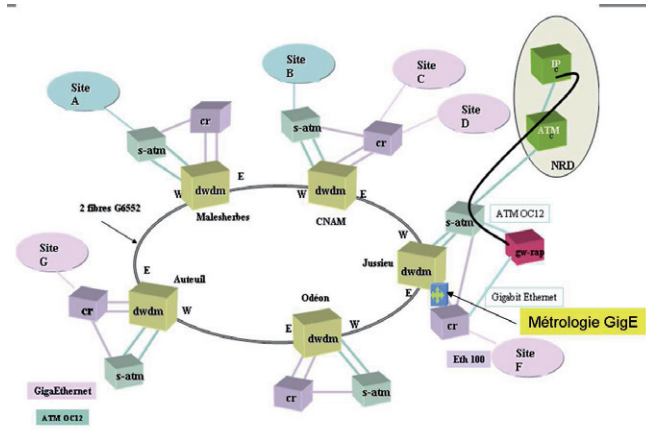 Site
A
Site
B
Site
C
Site
D
IP
c
ATM
c
NRD
cr
s-atm
s-atm
cr
dwdm
W
E
Malesherbes
dwdm
W
E
CNAM
2 fibres G6552
s-atm
ATM OC12
gw-rap
W
Jussieu
dwdm
E
Site
G
E
Auteuil
cr
dwdm
W
s-atm
Odéon
E
dwdm
W
cr
s-atm
Gigabit Ethernet
Métrologie GigE
cr
Eth 100
Site
F
GigaEthernet
ATM OC12